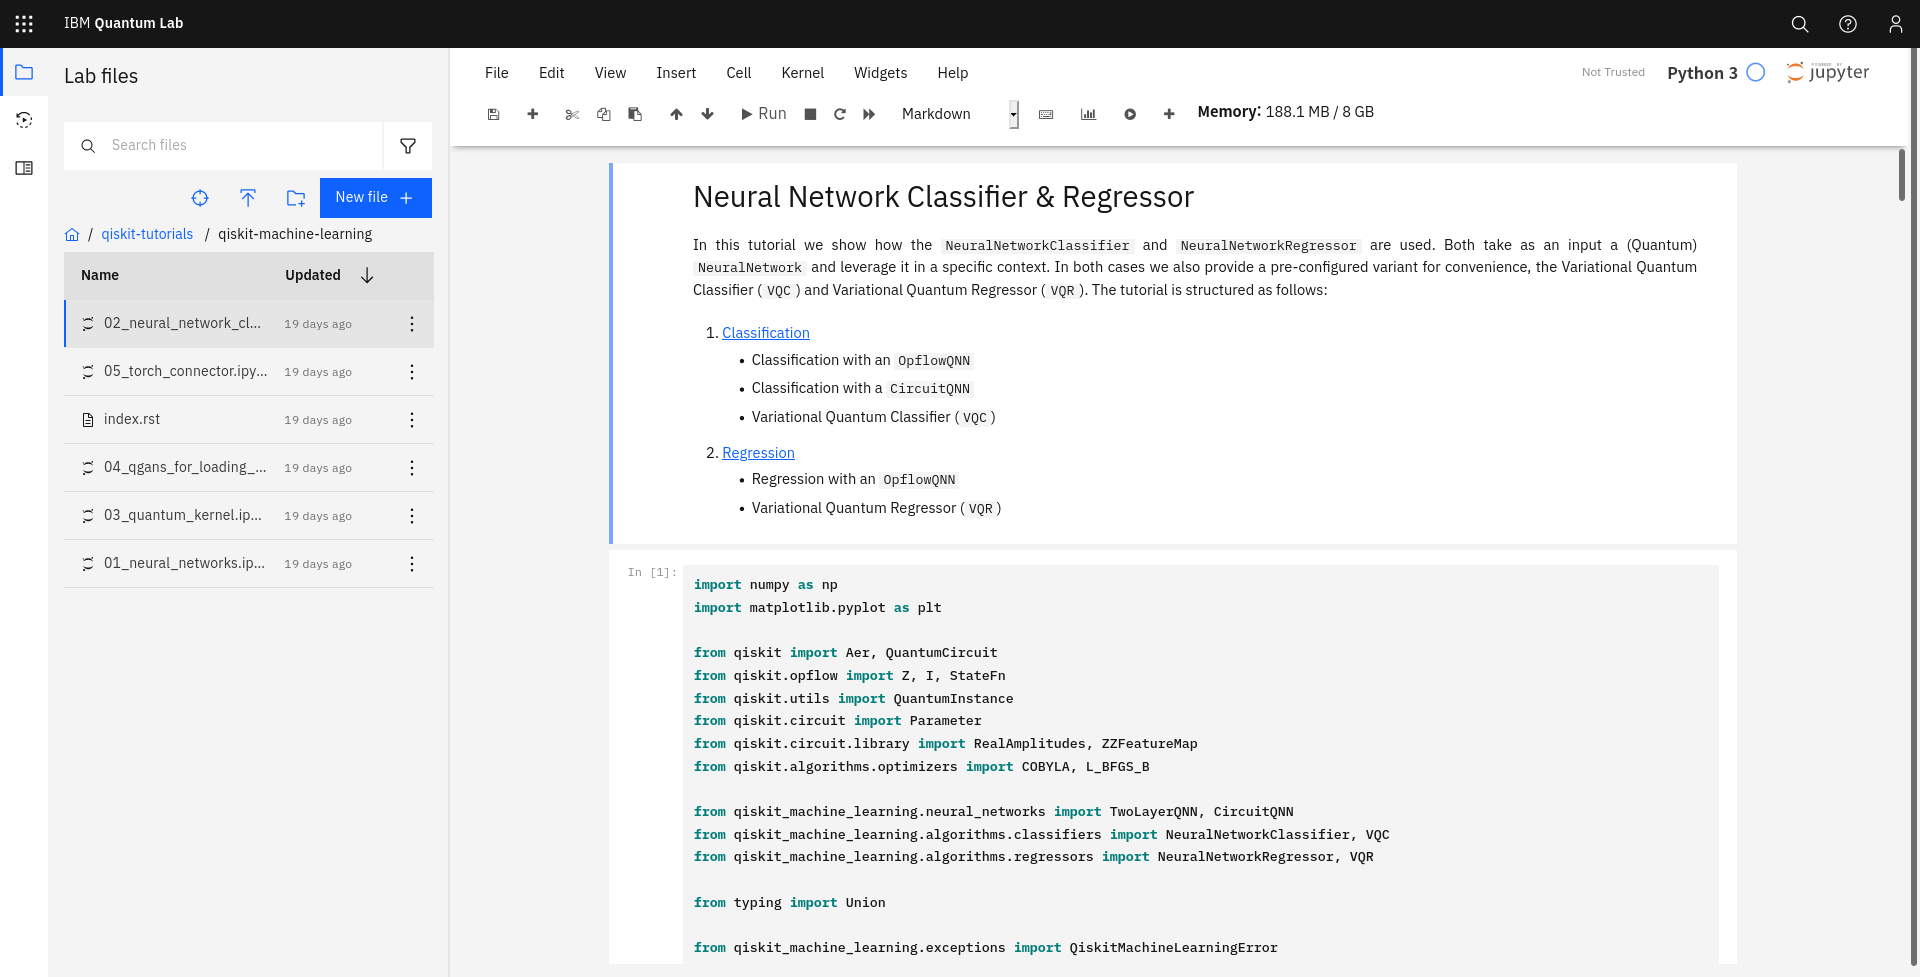 IBM Quantum Lab
Lab files
Search files
New file
/ qiskit-tutorials / qiskit-machine-learning
Name Updated
02_neural_network_cl... 19 days ago
05_torch_connector.ipy... 19 days ago
index.rst 19 days ago
04_qgans_for_loading_... 19 days ago
03_quantum_kernel.ip... 19 days ago
01_neural_networks.ip... 19 days ago
File Edit View Insert Cell Kernel Widgets Help
Not Trusted Python 3 POWERED BY jupyter
Run Markdown Memory: 188.1 MB / 8 GB
Neural Network Classifier & Regressor
In this tutorial we show how the NeuralNetworkClassifier and NeuralNetworkRegressor are used. Both take as an input a (Quantum)
NeuralNetwork and leverage it in a specific context. In both cases we also provide a pre-configured variant for convenience, the Variational Quantum
Classifier ( VQC ) and Variational Quantum Regressor ( VQR ). The tutorial is structured as follows:
1. Classification
• Classification with an OpflowQNN
• Classification with a CircuitQNN
• Variational Quantum Classifier ( VQC )
2. Regression
• Regression with an OpflowQNN
• Variational Quantum Regressor ( VQR )
In [1]:
import numpy as np
import matplotlib.pyplot as plt
from qiskit import Aer, QuantumCircuit
from qiskit.opflow import Z, I, StateFn
from qiskit.utils import QuantumInstance
from qiskit.circuit import Parameter
from qiskit.circuit.library import RealAmplitudes, ZZFeatureMap
from qiskit.algorithms.optimizers import COBYLA, L_BFGS_B
from qiskit_machine_learning.neural_networks import TwoLayerQNN, CircuitQNN
from qiskit_machine_learning.algorithms.classifiers import NeuralNetworkClassifier, VQC
from qiskit_machine_learning.algorithms.regressors import NeuralNetworkRegressor, VQR
from typing import Union
from qiskit_machine_learning.exceptions import QiskitMachineLearningError